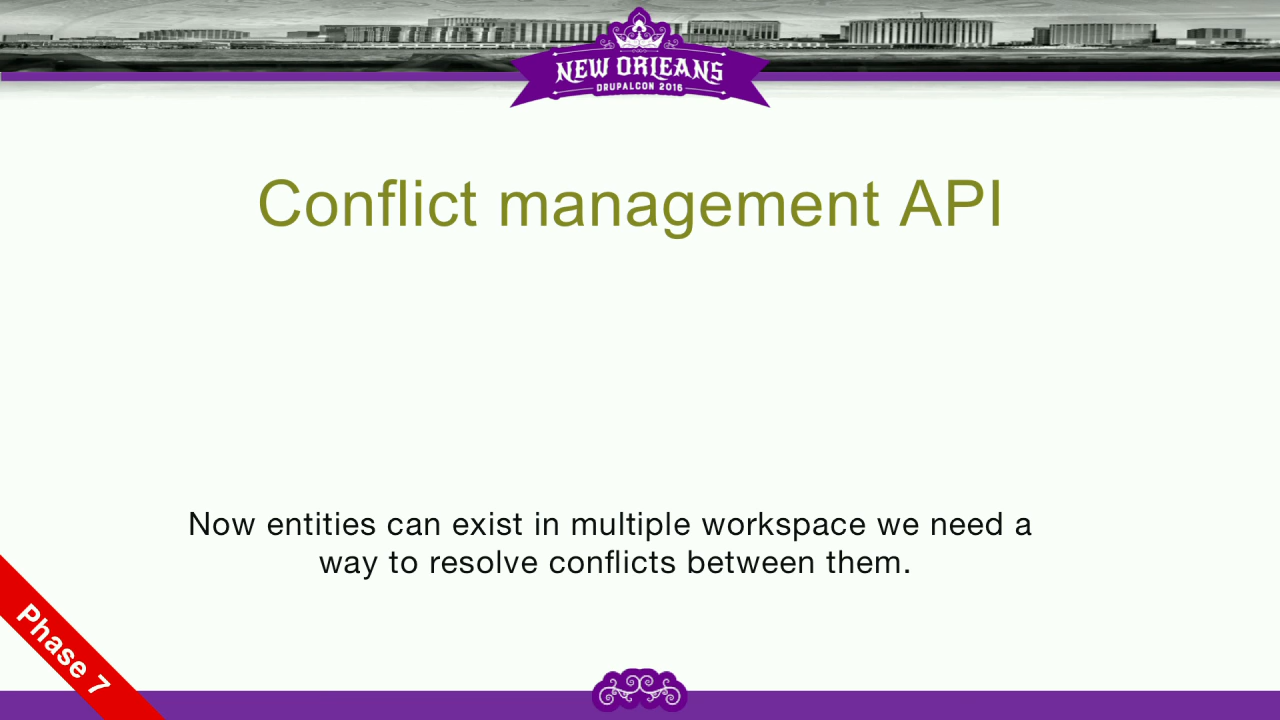 NEW ORLEANS
DRUPALCON 2016
Conflict management API
Now entities can exist in multiple workspace we need a
way to resolve conflicts between them.
Phase 7